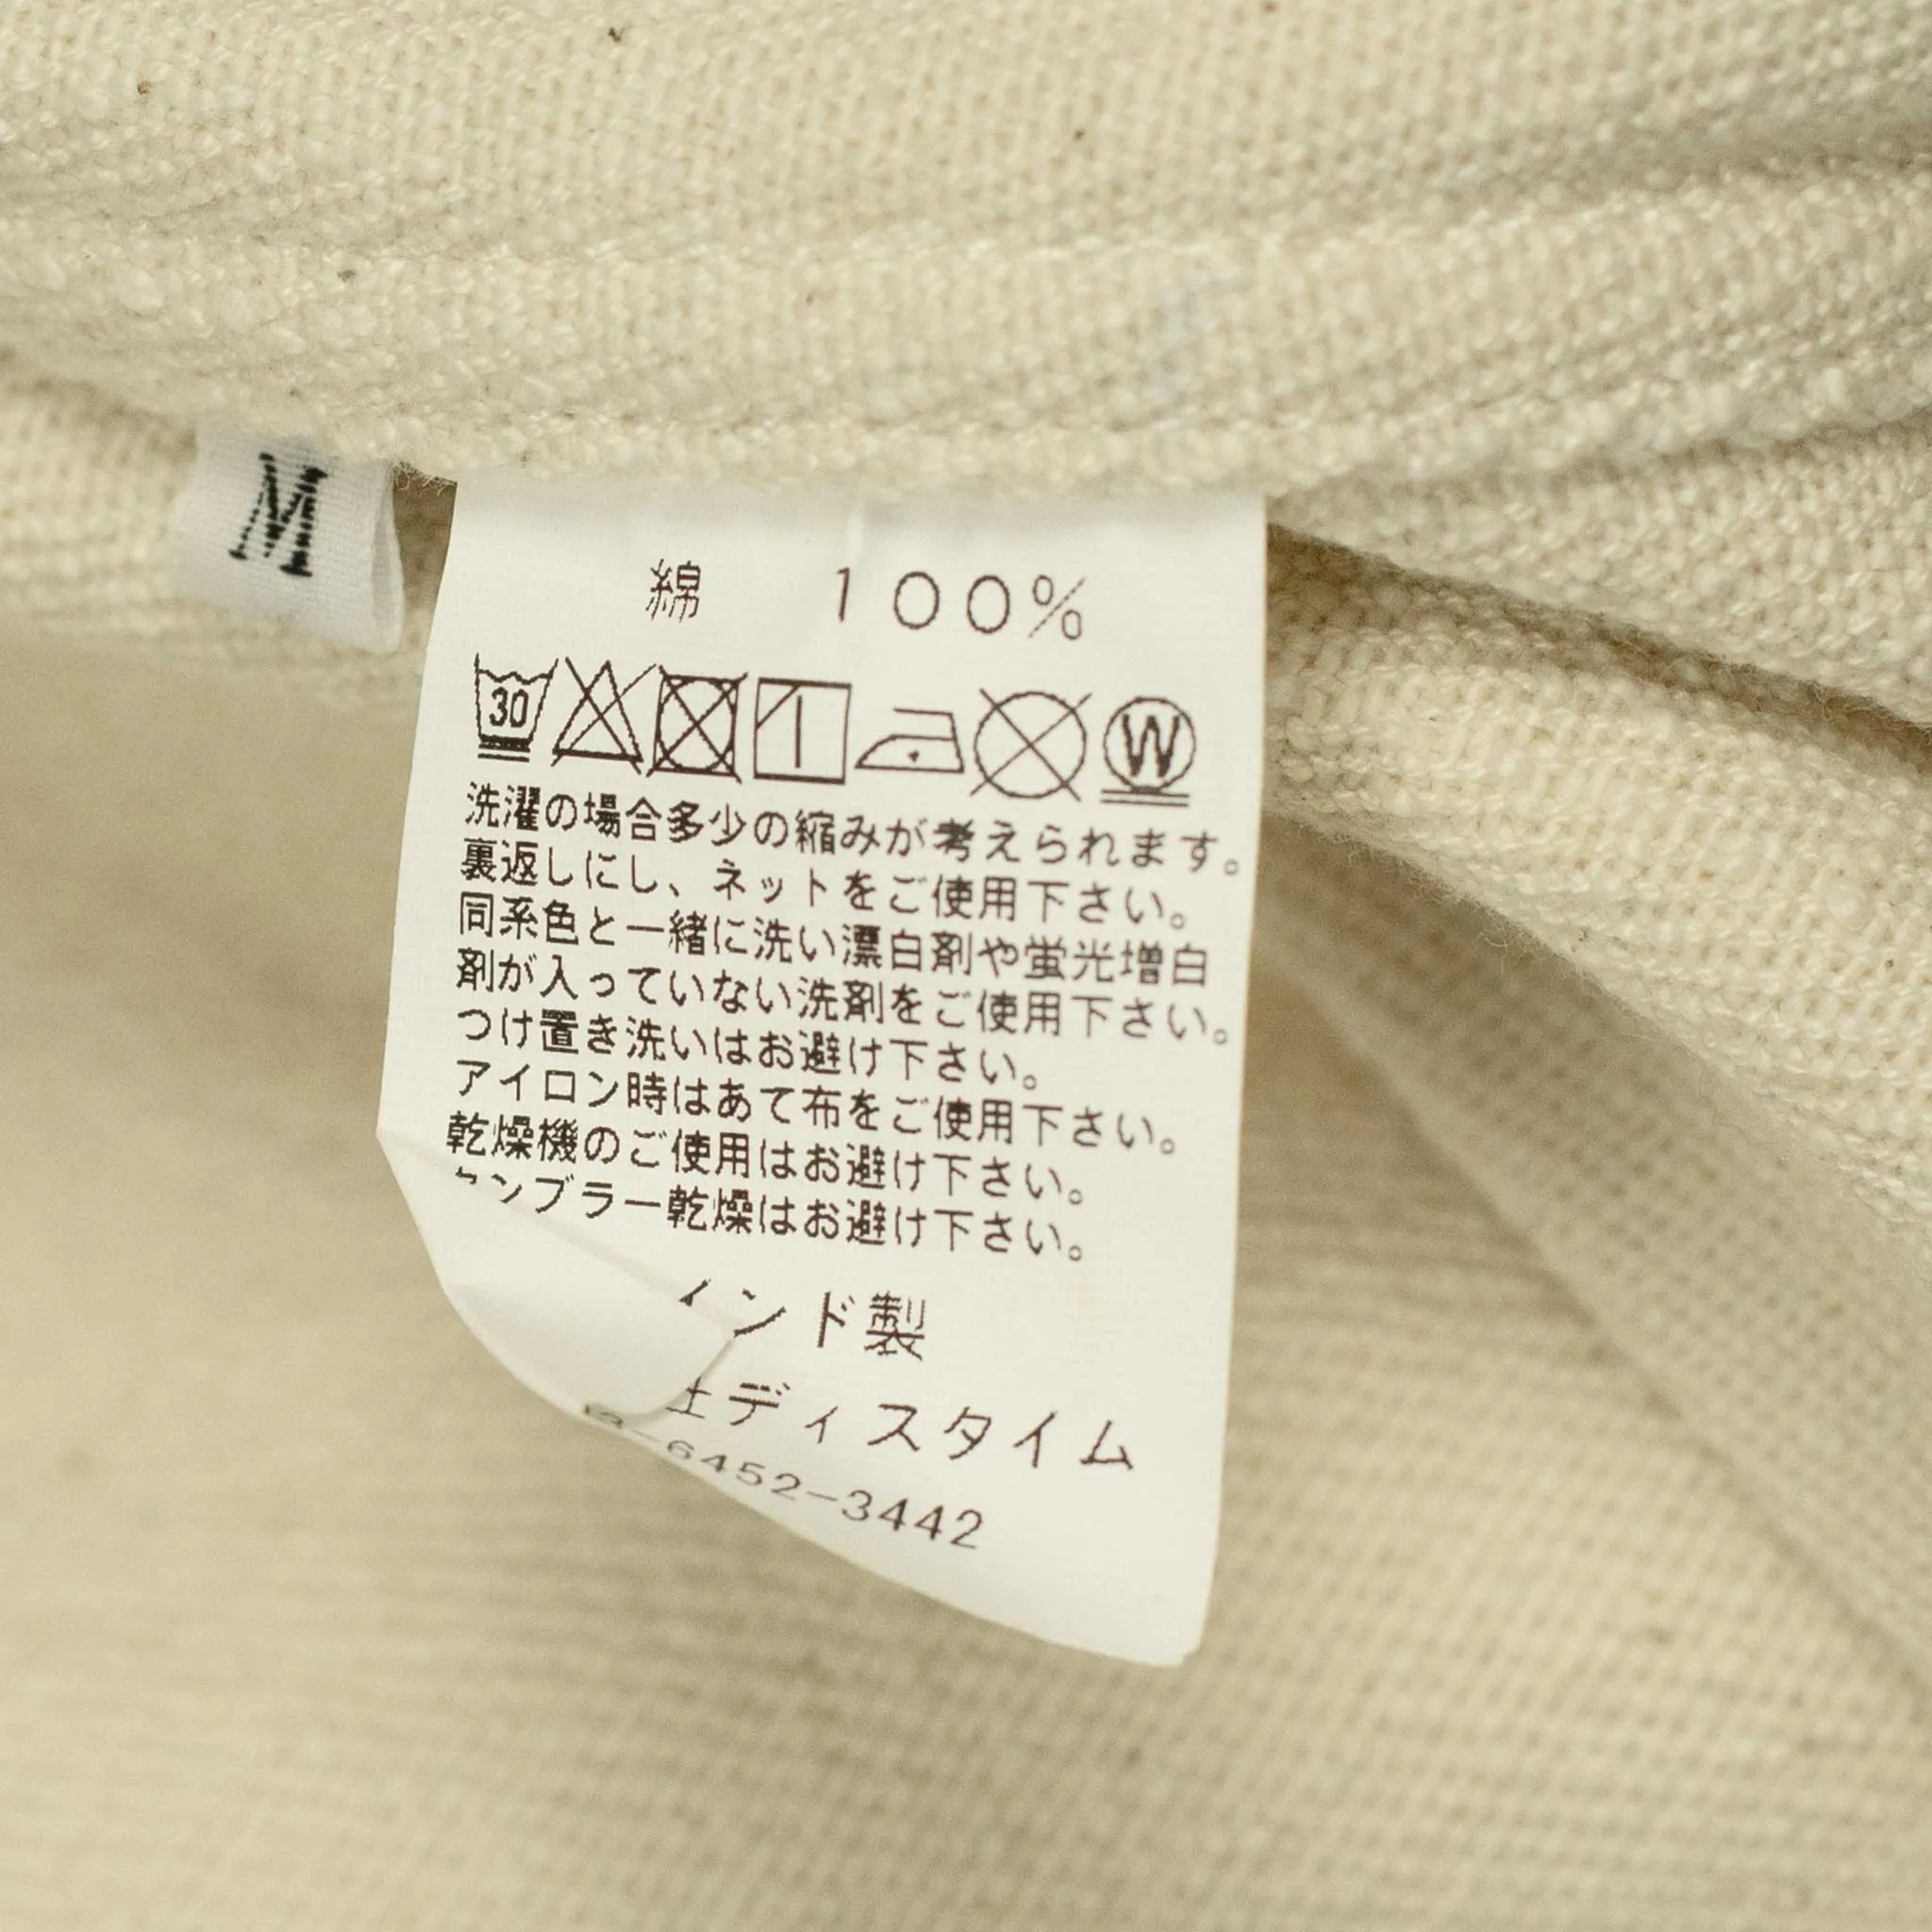 M
綿 100%
30 W
洗濯の場合多少の縮みが考えられます。
裏返しにし、ネットをご使用下さい。
同系色と一緒に洗い漂白剤や蛍光増白
剤が入っていない洗剤をご使用下さい。
つけ置き洗いはお避け下さい。
アイロン時はあて布をご使用下さい。
乾燥機のご使用はお避け下さい。
タンブラー乾燥はお避け下さい。
インド製
社ディスタイム
-6452-3442